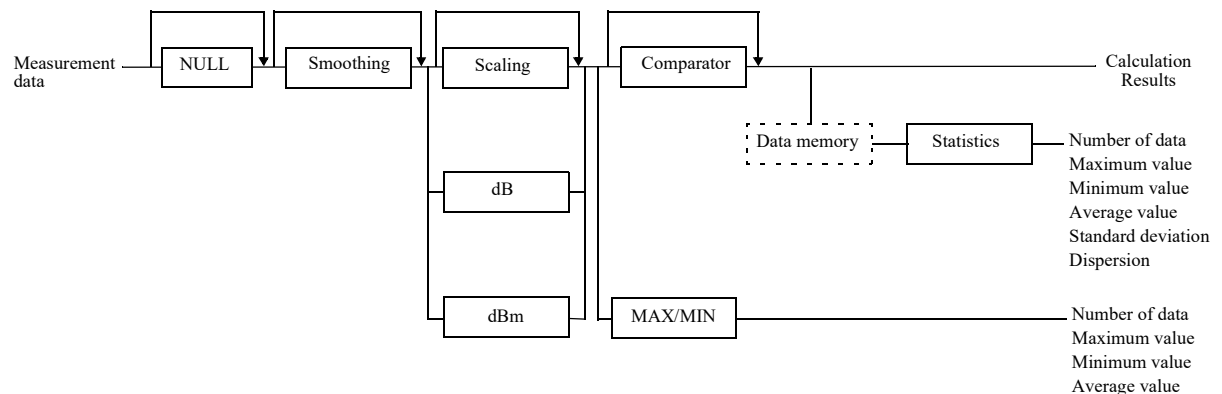 Measurement
data
NULL
Smoothing
Scaling
Comparator
Calculation
Results
Data memory
Statistics
Number of data
Maximum value
Minimum value
Average value
Standard deviation
Dispersion
dB
dBm
MAX/MIN
Number of data
Maximum value
Minimum value
Average value